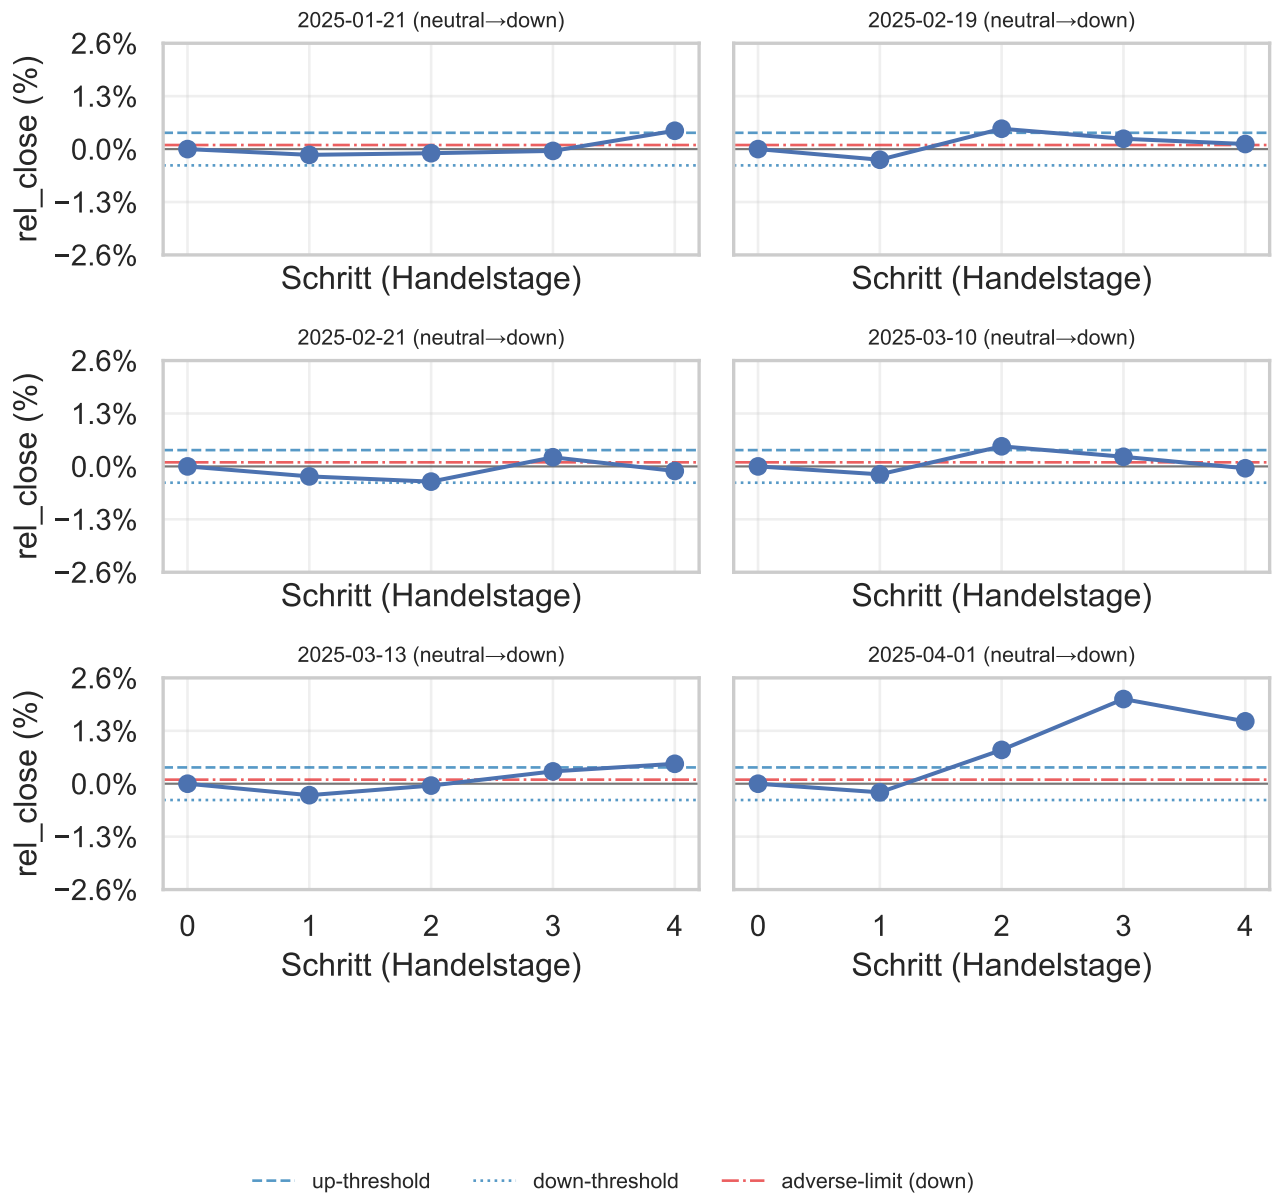 2025-01-21 (neutral→down)
2025-02-19 (neutral→down)
rel_close (%)
2.6%
1.3%
0.0%
−1.3%
−2.6%
Schritt (Handelstage)
Schritt (Handelstage)
2025-02-21 (neutral→down)
2025-03-10 (neutral→down)
rel_close (%)
2.6%
1.3%
0.0%
−1.3%
−2.6%
Schritt (Handelstage)
Schritt (Handelstage)
2025-03-13 (neutral→down)
2025-04-01 (neutral→down)
rel_close (%)
2.6%
1.3%
0.0%
−1.3%
−2.6%
0 1 2 3 4
0 1 2 3 4
Schritt (Handelstage)
Schritt (Handelstage)
up-threshold down-threshold adverse-limit (down)